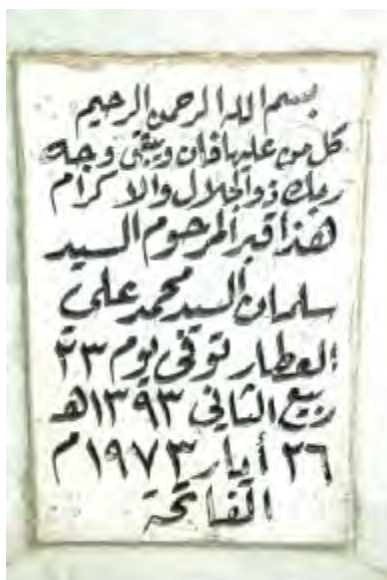 بسم الله الرحمن الرحيم
كل من عليها فان ويبقى وجه
ربك ذو الجلال والاكرام
هذا قبر المرحوم السيد
سلمان السيد محمد علي
العطار توفي يوم ٢٣
ربيع الثاني ١٣٩٣هـ
٢٦ أيار ١٩٧٣م
الفاتحة